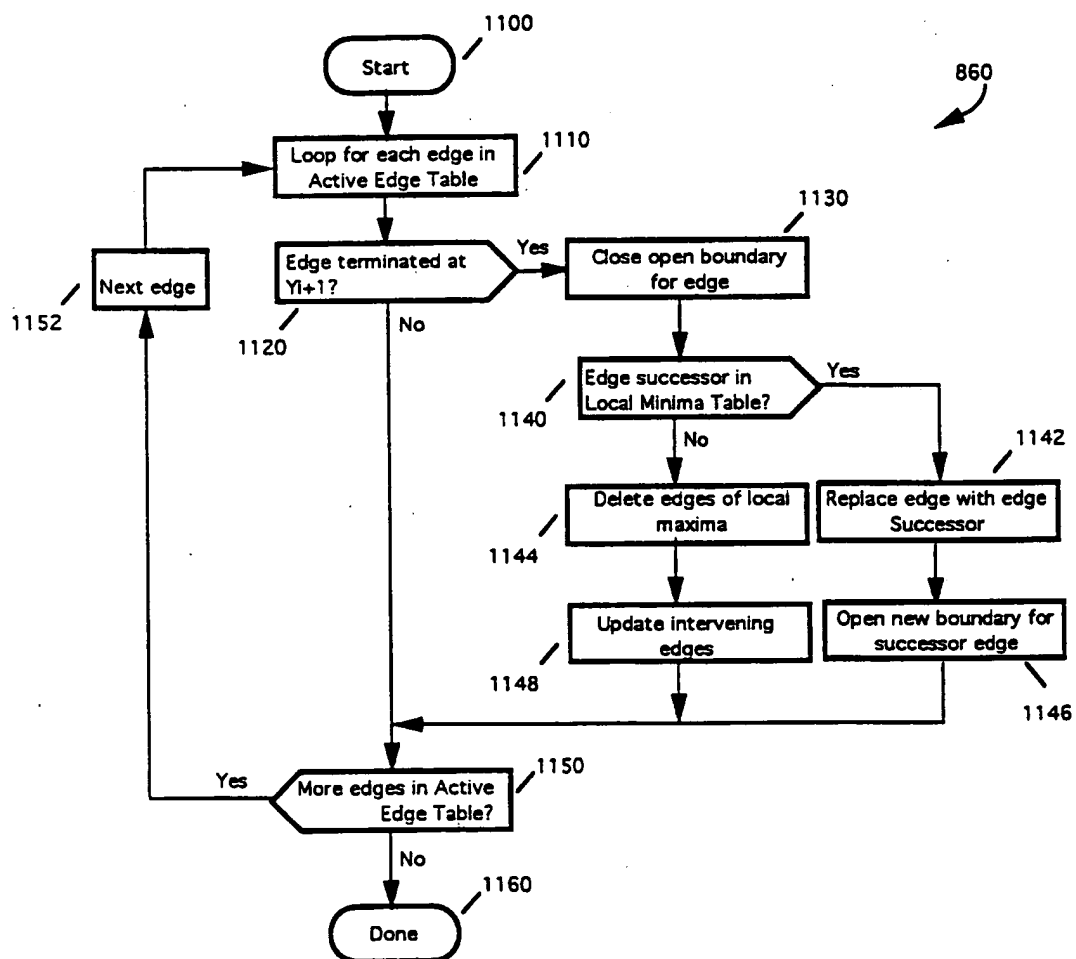 1100
Start
860
1110
Loop for each edge in
Active Edge Table
1130
Yes
Edge terminated at
Yi+1?
Close open boundary
for edge
Next edge
1152
1120
No
Yes
1140
Edge successor in
Local Minima Table?
No
1142
Delete edges of local
maxima
Replace edge with edge
Successor
1144
Update intervening
edges
Open new boundary for
successor edge
1148
1146
Yes
1150
More edges in Active
Edge Table?
No
1160
Done